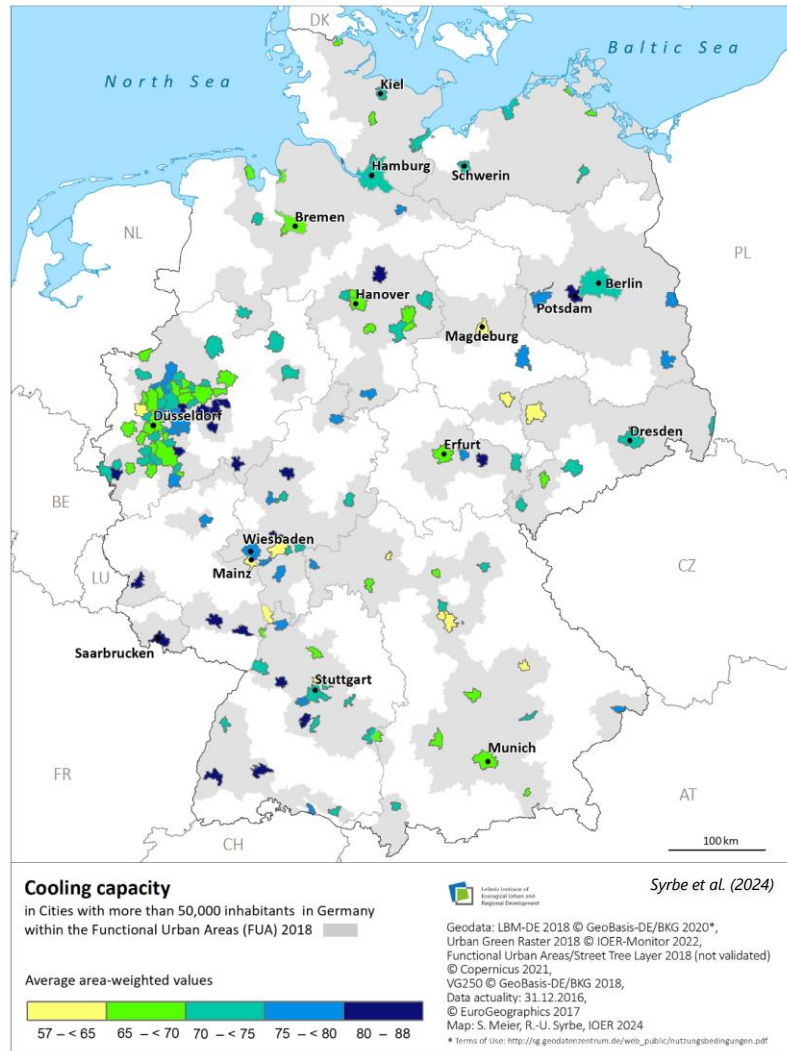 DK
Baltic Sea
North Sea
Kiel
Hamburg
Schwerin
Bremen
NL
PL
Hanover
Berlin
Potsdam
Magdeburg
Düsseldorf
Erfurt
Dresden
BE
Wiesbaden
LU
Mainz
CZ
Saarbrucken
Stuttgart
Munich
FR
AT
CH
100 km
Cooling capacity
in Cities with more than 50,000 inhabitants in Germany
within the Functional Urban Areas (FUA) 2018
Average area-weighted values
57 – <65
65 – <70
70 – <75
75 – <80
80 – 88
Leibniz Institute of
Ecological Urban and
Regional Development
Syrbe et al. (2024)
Geodata: LBM-DE 2018 © GeoBasis-DE/BKG 2020*,
Urban Green Raster 2018 © IOER-Monitor 2022,
Functional Urban Areas/Street Tree Layer 2018 (not validated)
© Copernicus 2021,
VG250 © GeoBasis-DE/BKG 2018,
Data actuality: 31.12.2016,
© EuroGeographics 2017
Map: S. Meier, R.-U. Syrbe, IOER 2024
* Terms of Use: http://sg.geodatenzentrum.de/web_public/nutzungsbedingungen.pdf